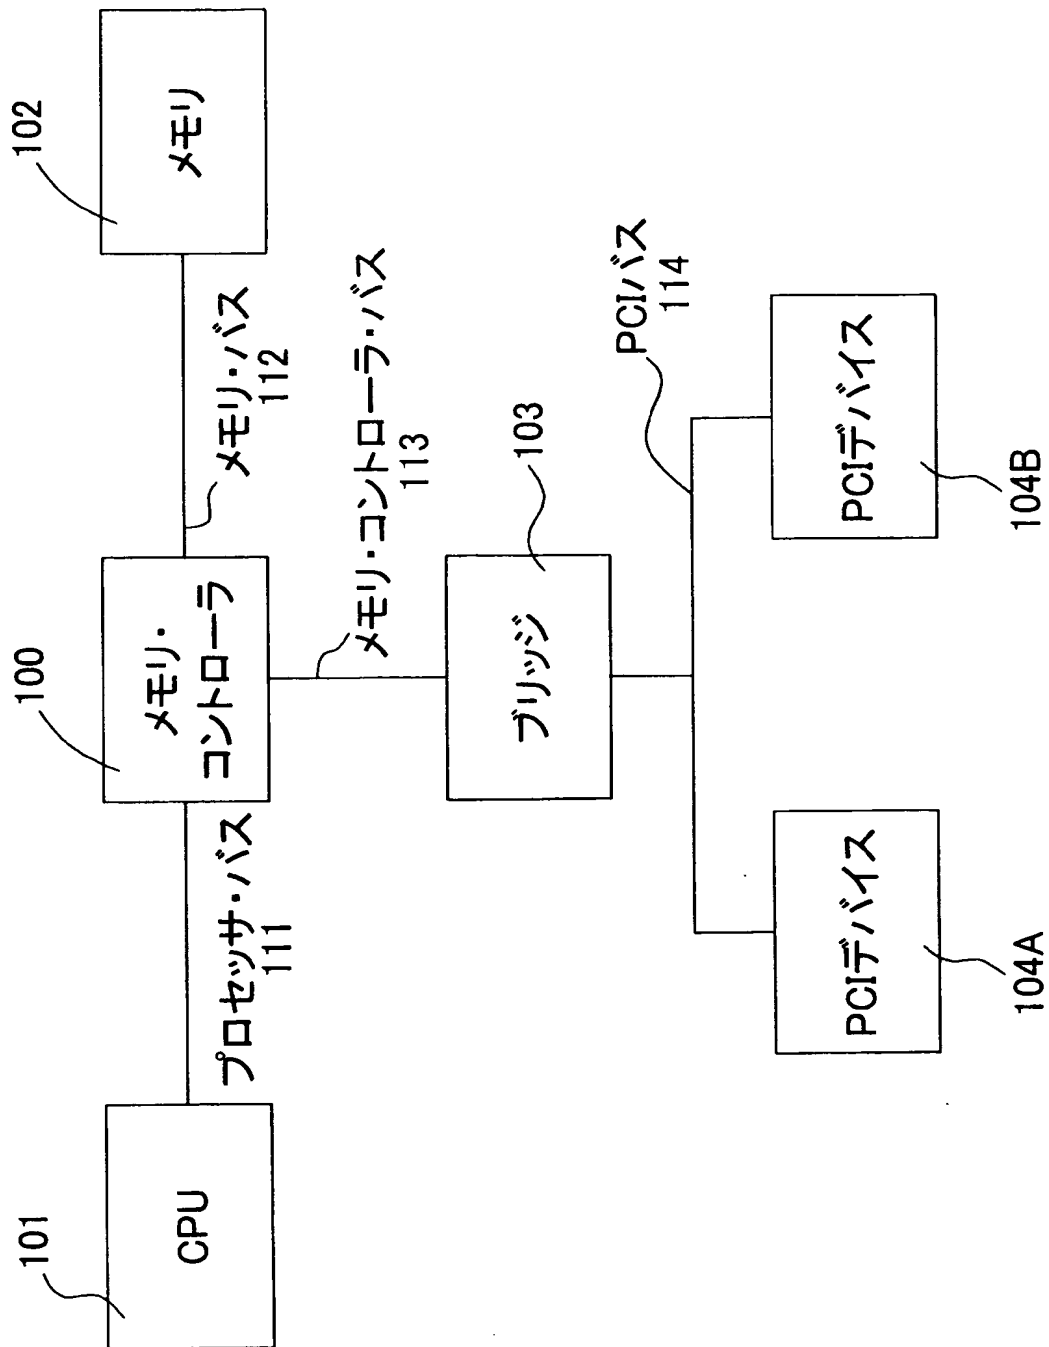 101
CPU
プロセッサ・バス
111
100
メモリ・
コントローラ
メモリ・バス
112
102
メモリ
メモリ・コントローラ・バス
113
ブリッジ
103
PCIバス
114
PCIデバイス
104A
PCIデバイス
104B